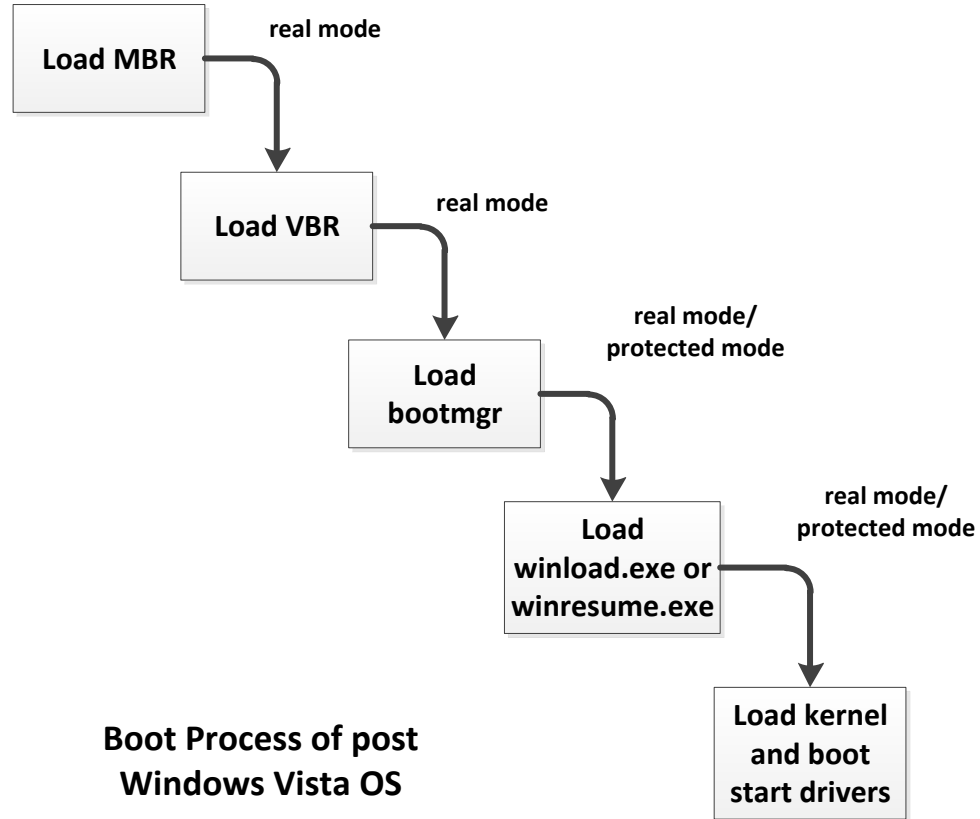 real mode
Load MBR
real mode
Load VBR
real mode/
protected mode
Load
bootmgr
real mode/
protected mode
Load
winload.exe or
winresume.exe
Load kernel
and boot
start drivers
Boot Process of post
Windows Vista OS